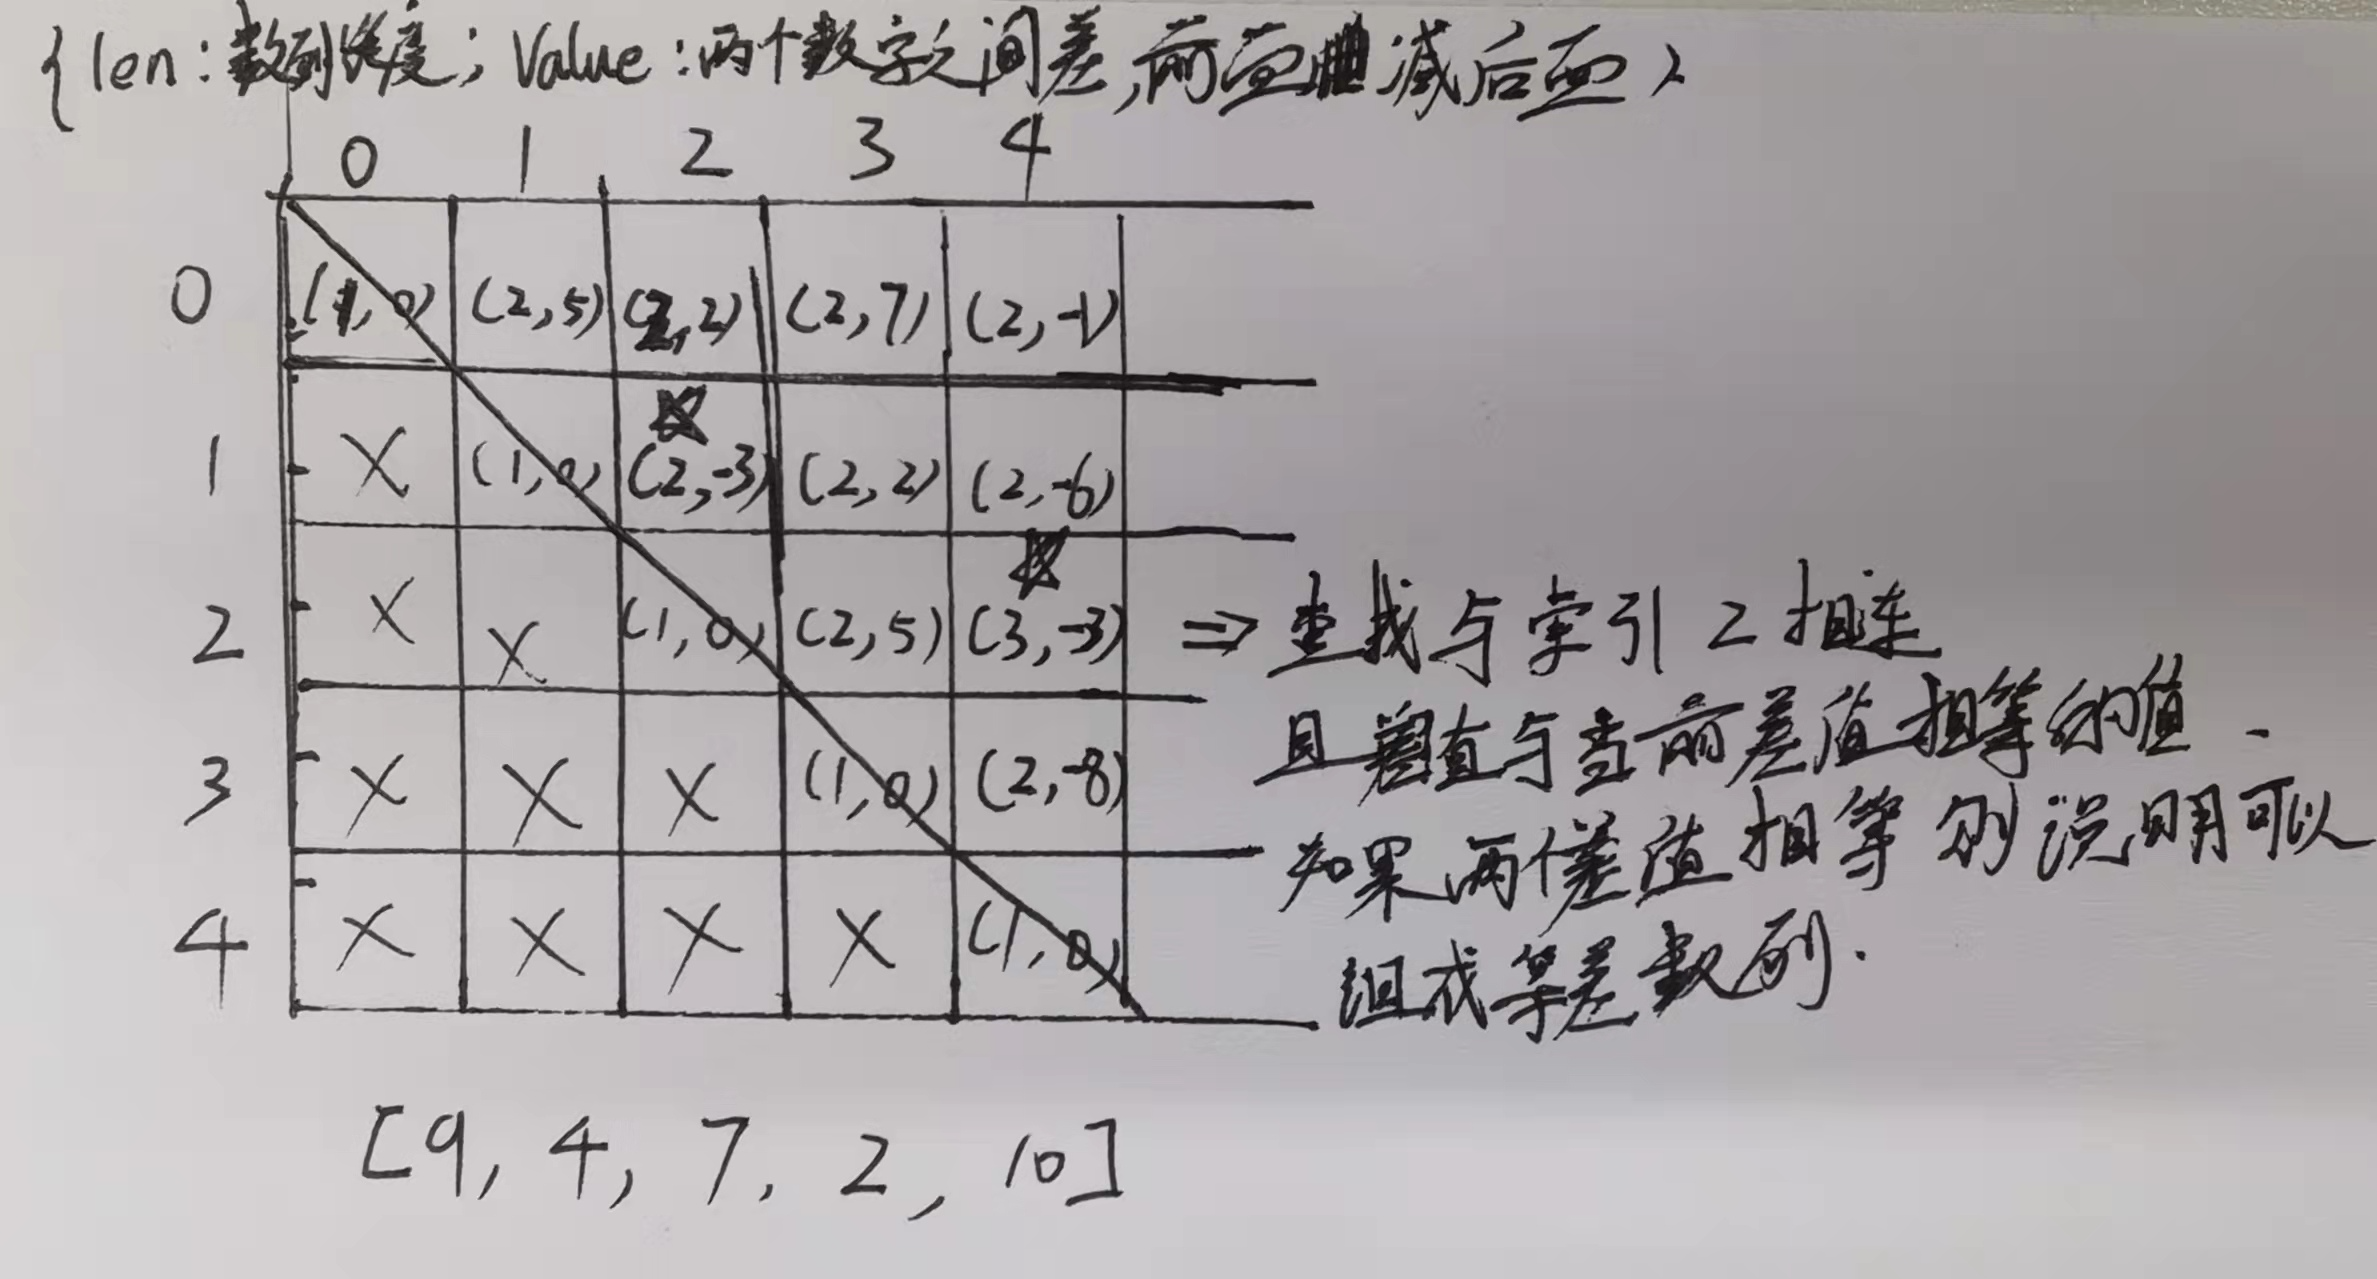 {len:数列长度; Value:两个数字之间差,前面减后面}
0 1 2 3 4
0 (1,0) (2,5) (2,2) (2,7) (2,-1)
1 X (1,0) (2,-3) (2,2) (2,-6)
2 X X (1,0) (2,5) (3,-3) ⇒ 查找与索引2相连
且差值与当前差值相等的值.
3 X X X (1,0) (2,-8)
如果两个差值相等则说明可以
4 X X X X (1,0)
组成等差数列.
[9, 4, 7, 2, 10]